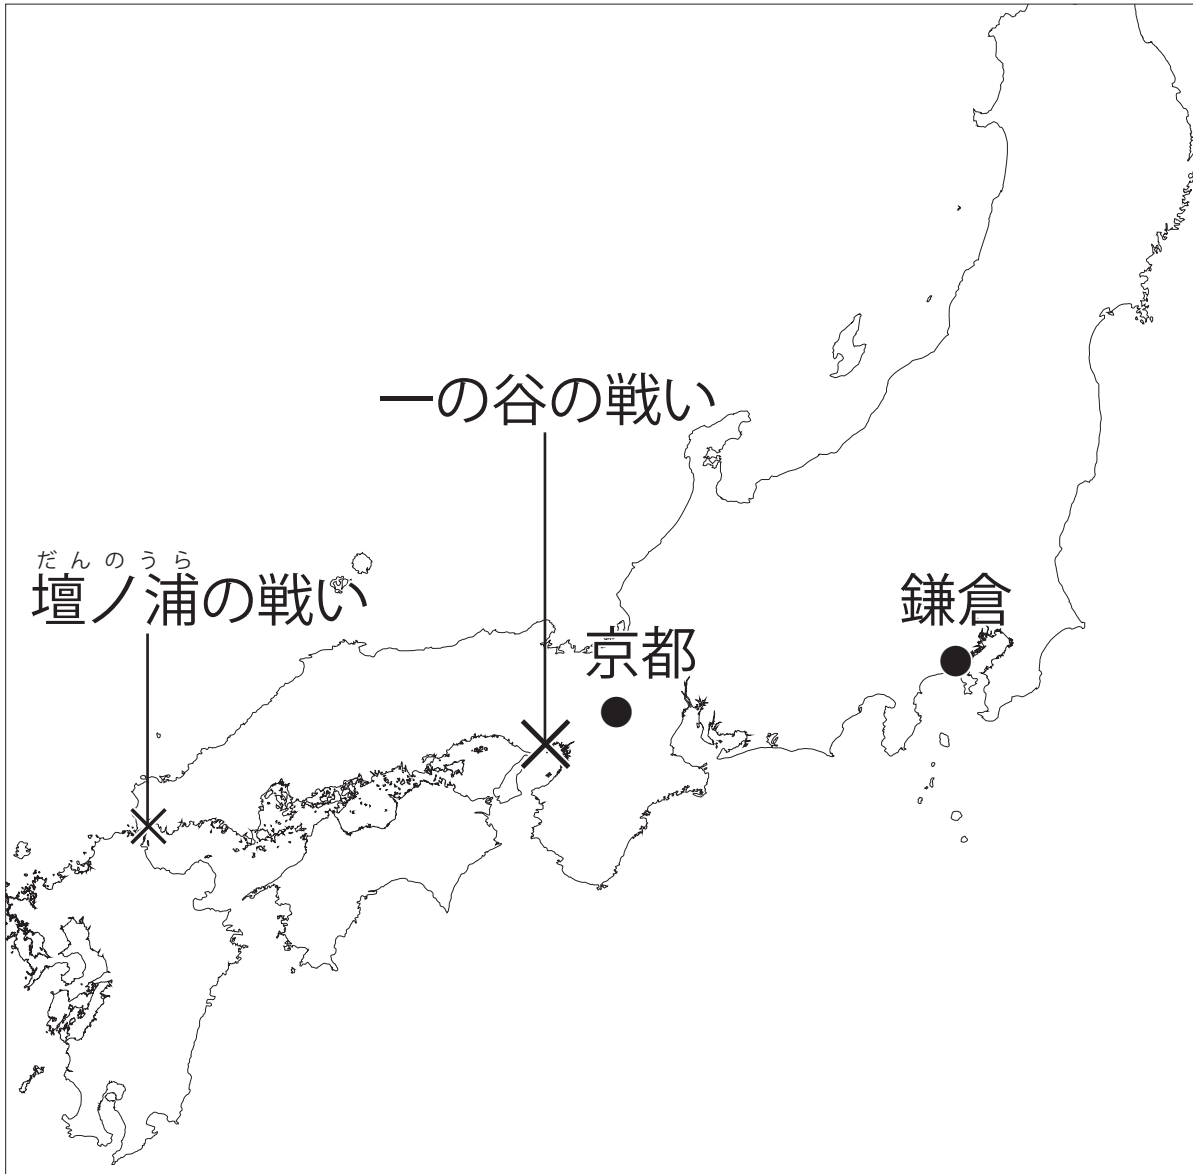 一の谷の戦い
だんのうら
壇ノ浦の戦い
鎌倉
京都